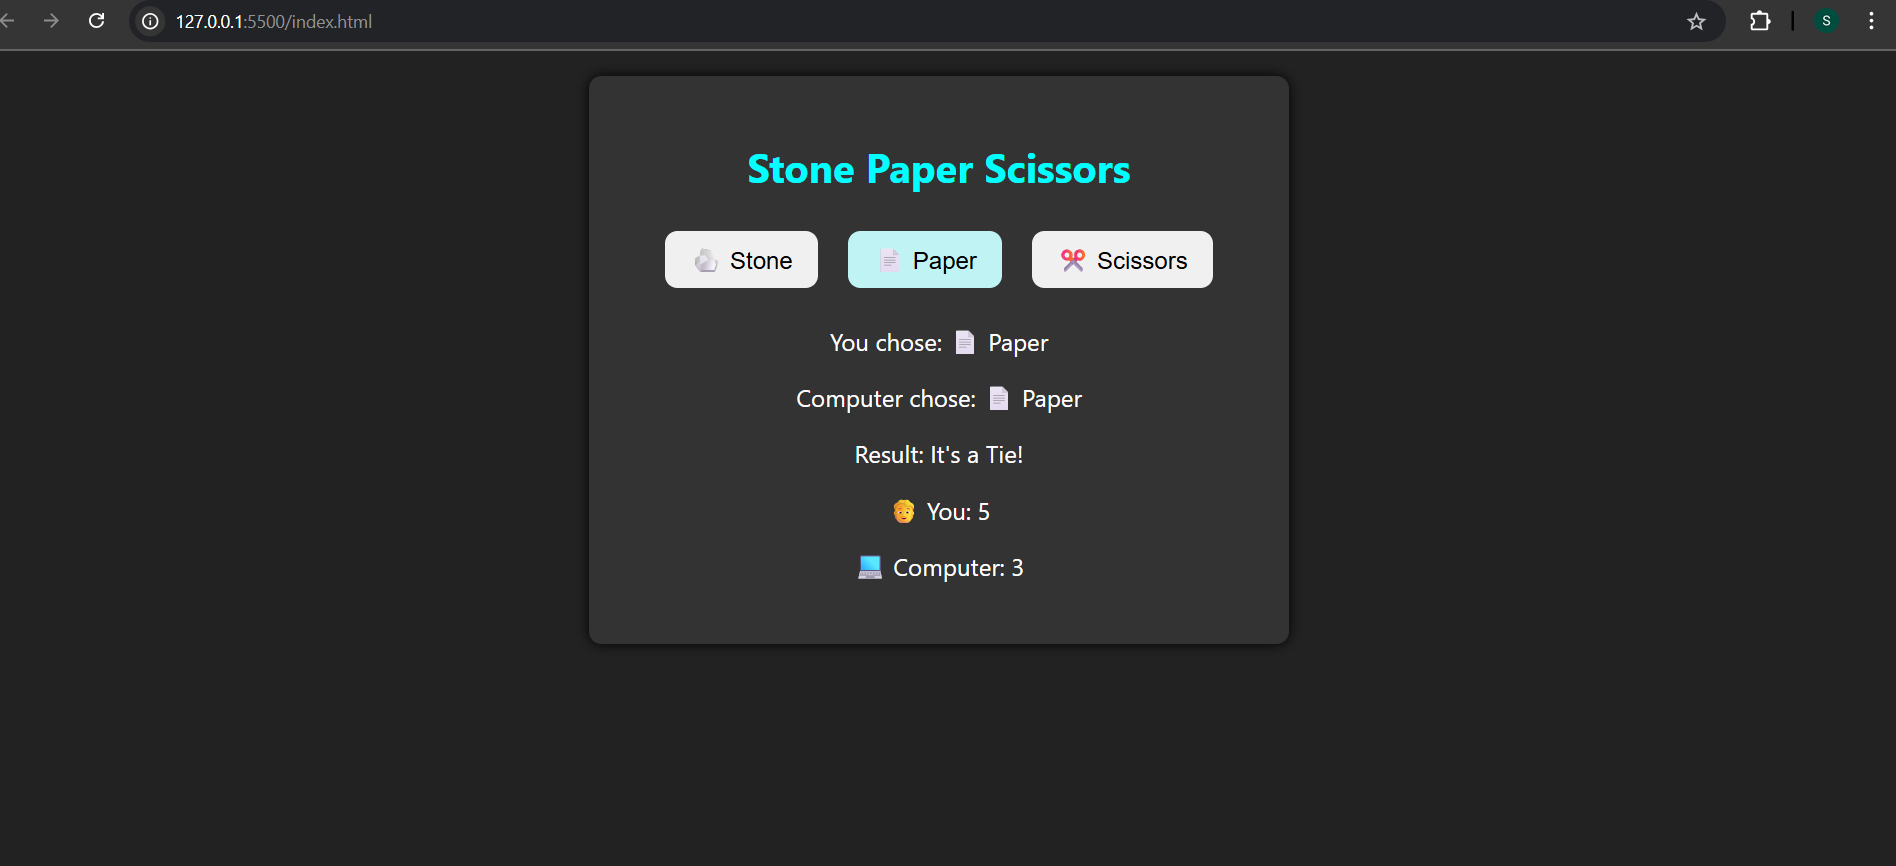 127.0.0.1:5500/index.html
S
Stone Paper Scissors
🪨 Stone 📄 Paper ✂️ Scissors
You chose: 📄 Paper
Computer chose: 📄 Paper
Result: It's a Tie!
🧑 You: 5
💻 Computer: 3